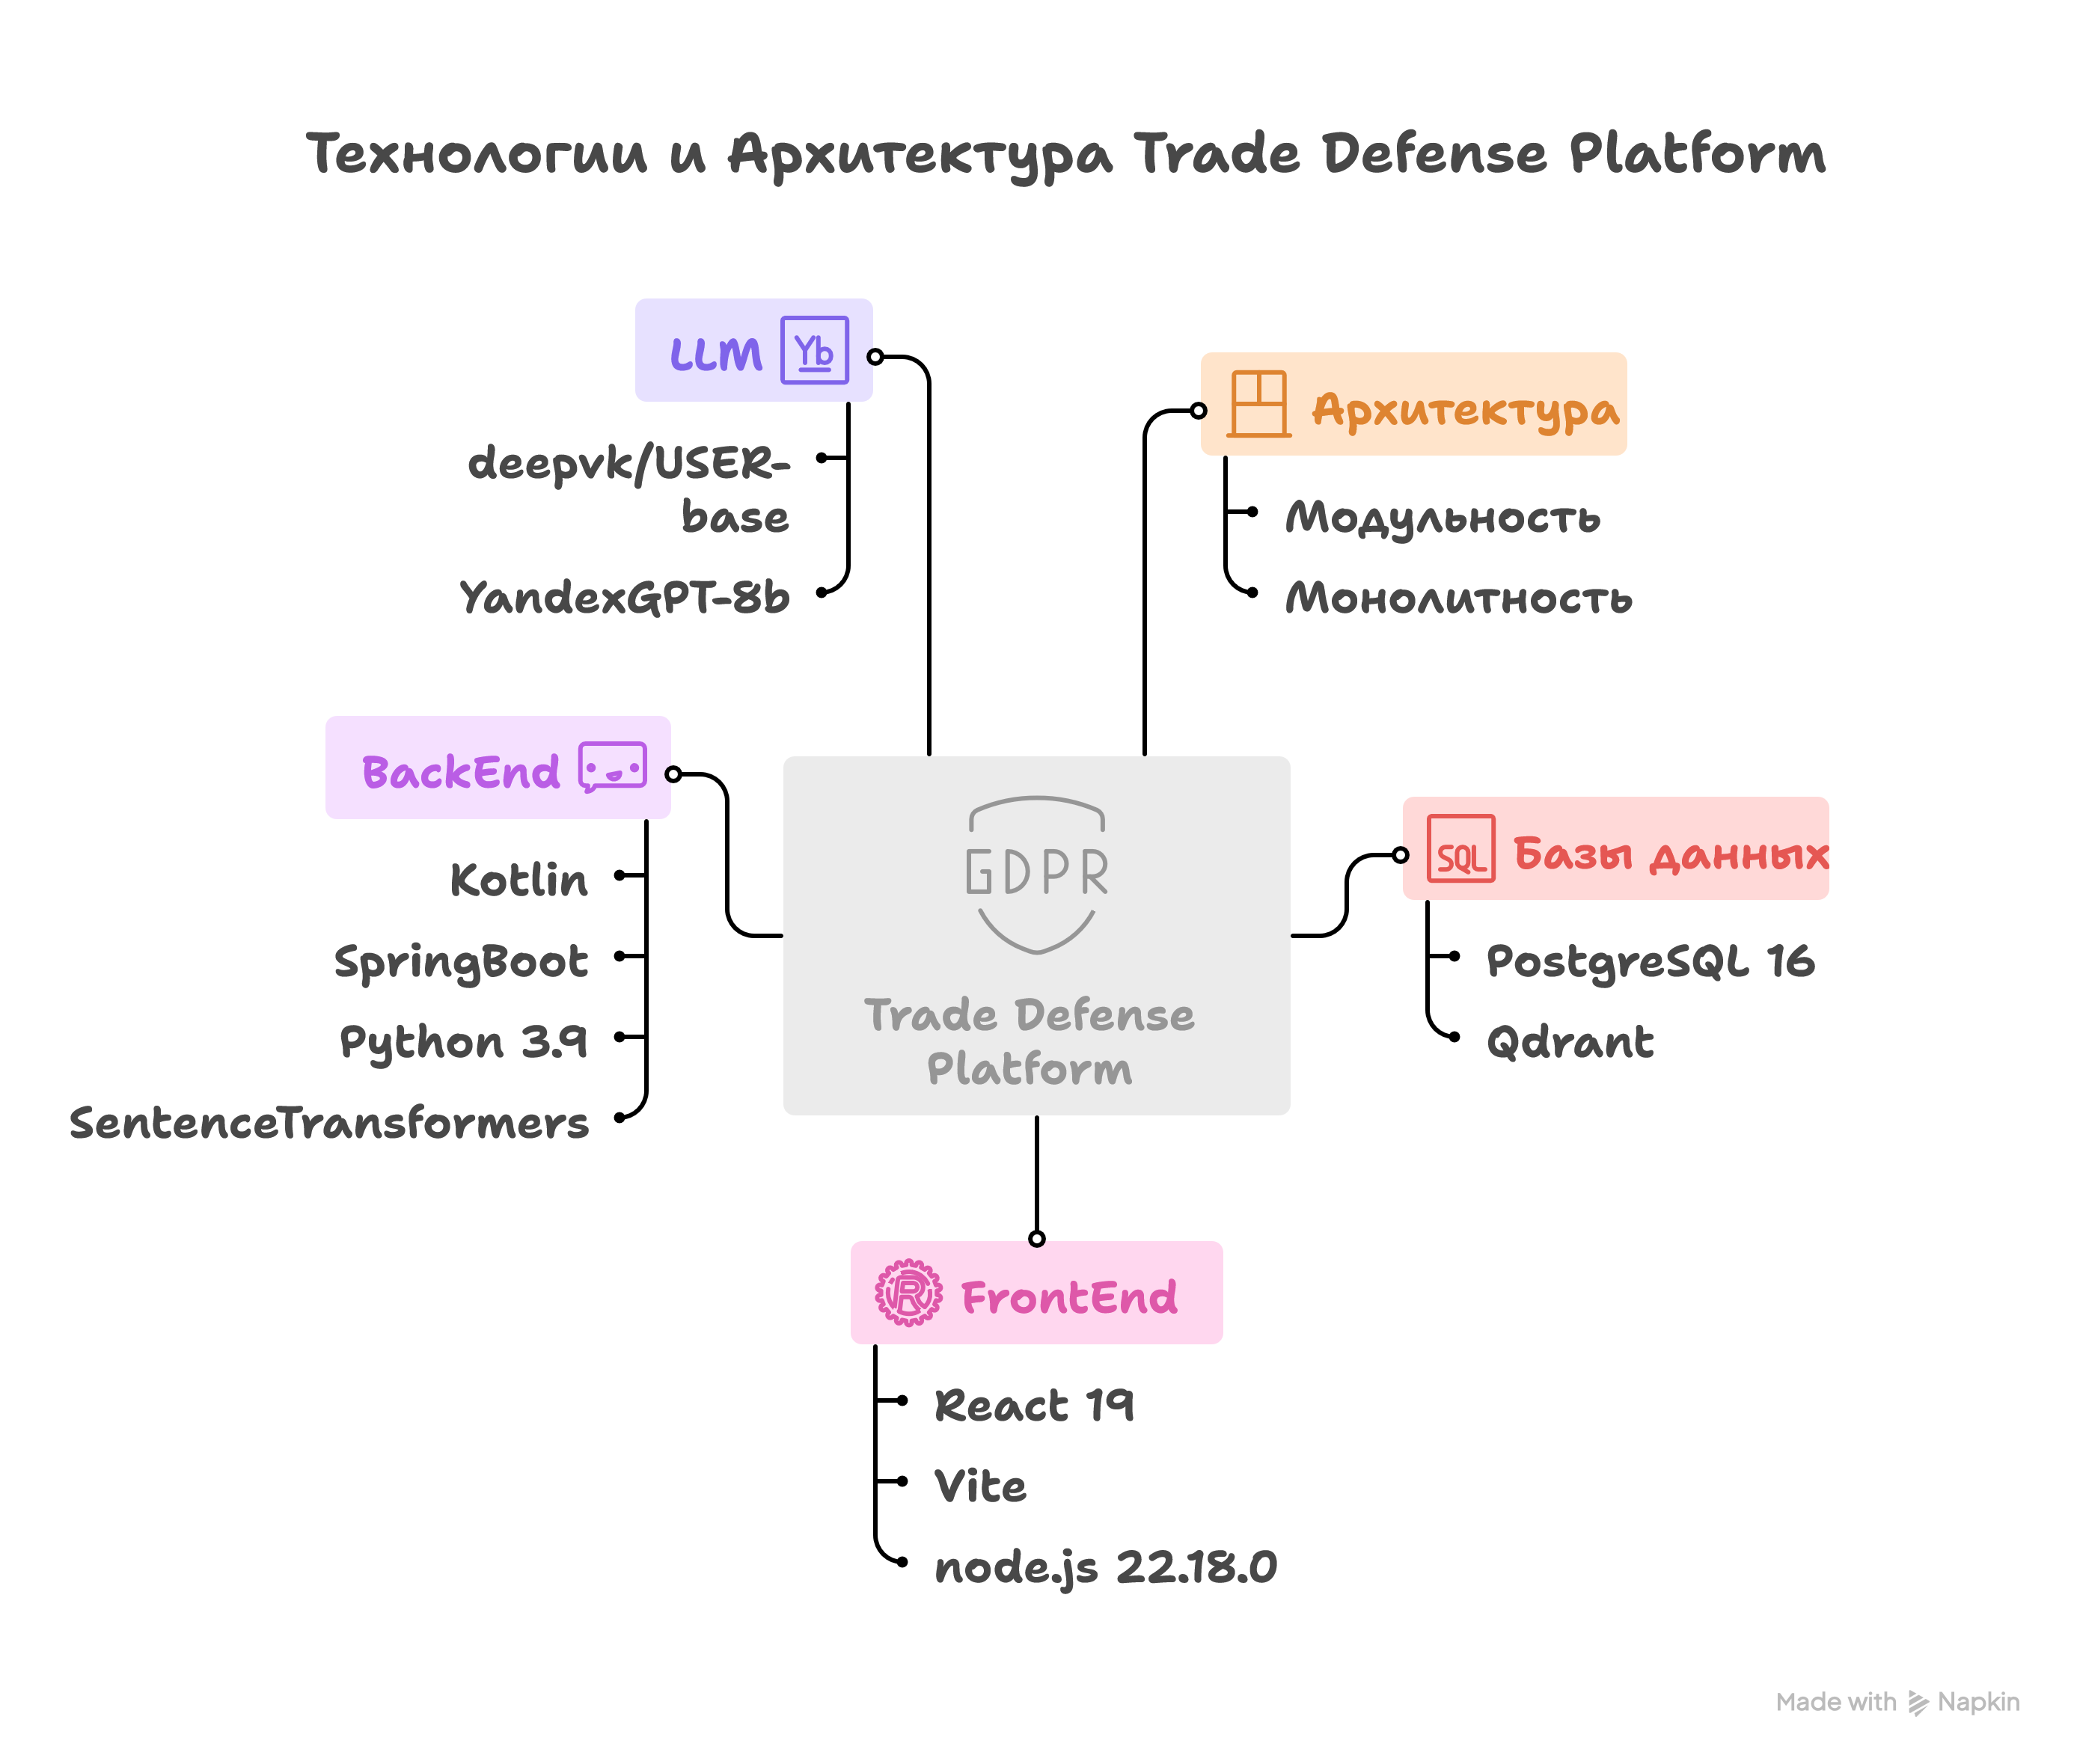 Технологии и Архитектура Trade Defense Platform
LLM
Yb
deepvk/USER-
base
YandexGPT-8b
Архитектура
Модульность
Монолитность
BackEnd
Kotlin
SpringBoot
Python 3.9
SentenceTransformers
GDPR
Trade Defense
Platform
SQL
Базы данных
PostgreSQL 16
Qdrant
R
FrontEnd
React 19
Vite
node.js 22.18.0
Made with Napkin